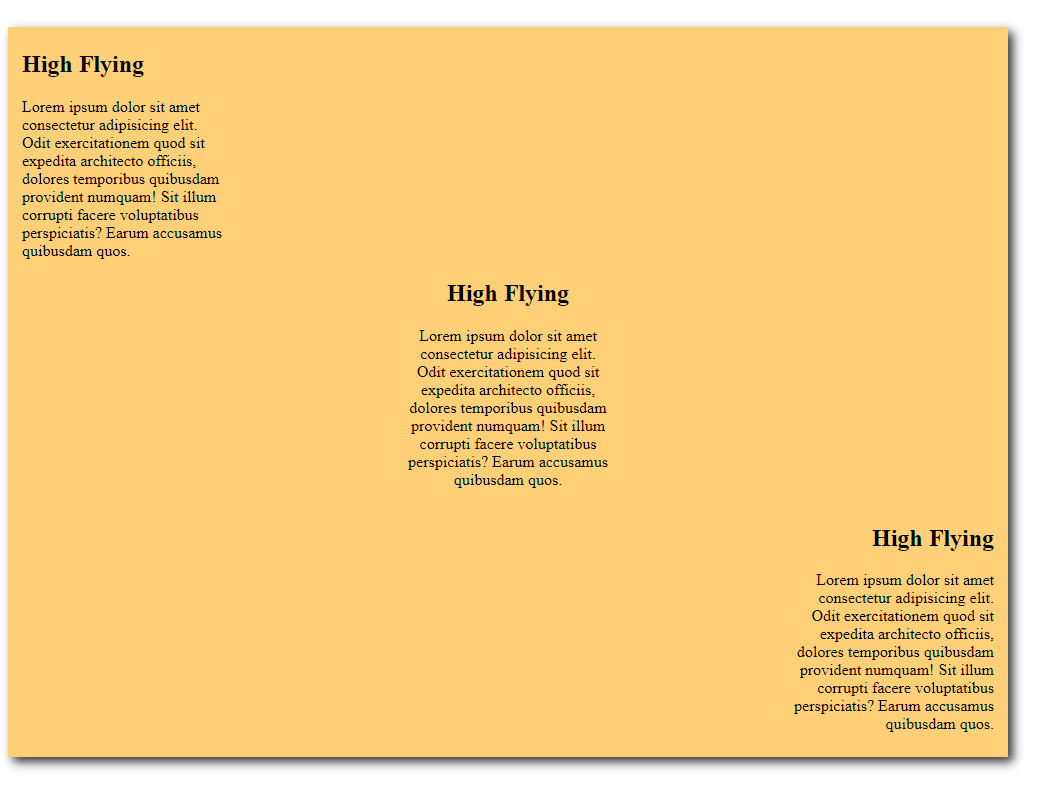 High Flying
Lorem ipsum dolor sit amet
consectetur adipisicing elit.
Odit exercitationem quod sit
expedita architecto officiis,
dolores temporibus quibusdam
provident numquam! Sit illum
corrupti facere voluptatibus
perspiciatis? Earum accusamus
quibusdam quos.
High Flying
Lorem ipsum dolor sit amet
consectetur adipisicing elit.
Odit exercitationem quod sit
expedita architecto officiis,
dolores temporibus quibusdam
provident numquam! Sit illum
corrupti facere voluptatibus
perspiciatis? Earum accusamus
quibusdam quos.
High Flying
Lorem ipsum dolor sit amet
consectetur adipisicing elit.
Odit exercitationem quod sit
expedita architecto officiis,
dolores temporibus quibusdam
provident numquam! Sit illum
corrupti facere voluptatibus
perspiciatis? Earum accusamus
quibusdam quos.